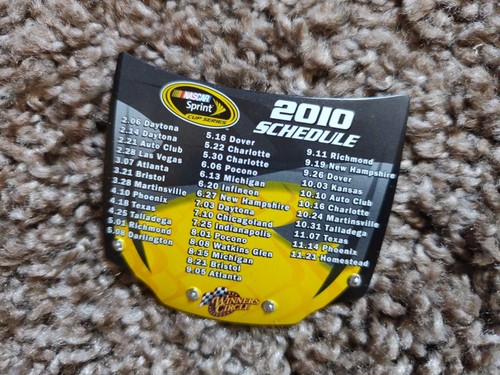 NASCAR
Sprint
CUP SERIES
2010
SCHEDULE
2.06 Daytona
2.14 Daytona
2.21 Auto Club
2.28 Las Vegas
3.07 Atlanta
3.21 Bristol
3.28 Martinsville
4.10 Phoenix
4.18 Texas
4.25 Talladega
5.01 Richmond
5.08 Darlington
5.16 Dover
5.22 Charlotte
5.30 Charlotte
6.06 Pocono
6.13 Michigan
6.20 Infineon
6.27 New Hampshire
7.03 Daytona
7.10 Chicagoland
7.25 Indianapolis
8.01 Pocono
8.08 Watkins Glen
8.15 Michigan
8.21 Bristol
9.05 Atlanta
9.11 Richmond
9.19 New Hampshire
9.26 Dover
10.03 Kansas
10.10 Auto Club
10.16 Charlotte
10.24 Martinsville
10.31 Talladega
11.07 Texas
11.14 Phoenix
11.23 Homestead
WINNERS
CIRCLE